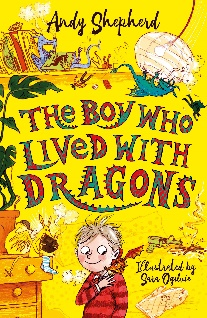 Andy Shepherd
THE BOY WHO
LIVED WITH
DRAGONS
Illustrated by
Sara Ogilvie